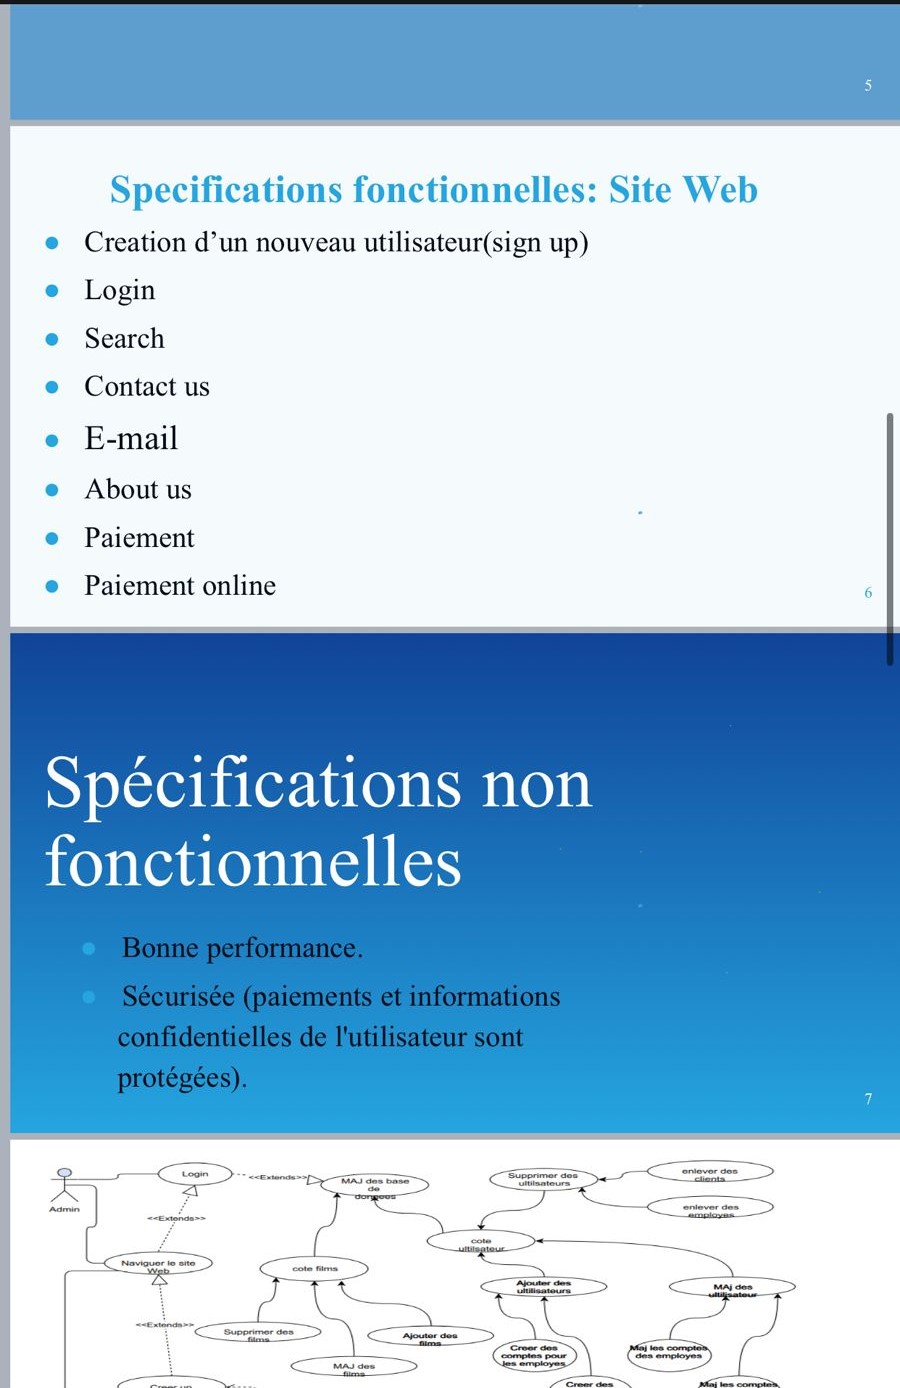 5
Specifications fonctionnelles: Site Web
Creation d’un nouveau utilisateur(sign up)
Login
Search
Contact us
E-mail
About us
Paiement
Paiement online
6
Spécifications non
fonctionnelles
Bonne performance.
Sécurisée (paiements et informations
confidentielles de l'utilisateur sont
protégées).
7
Admin
Login
<<Extends>>
MAJ des base
de
donnees
Supprimer des
ultilsateurs
enlever des
clients
enlever des
employes
<<Extends>>
cote
ultilsateur
Naviguer le site
Web
cote films
Ajouter des
ultilisateurs
MAj des
ultilisateur
<<Extends>>
Supprimer des
films
Ajouter des
films
MAJ des
films
Creer des
comptes pour
les employes
Maj les comptes
des employes
Creer un
Creer des
Maj les comptes